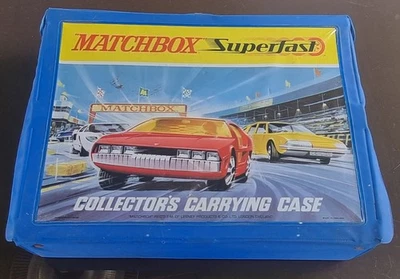 MATCHBOX Superfast
MATCHBOX
COLLECTOR'S CARRYING CASE